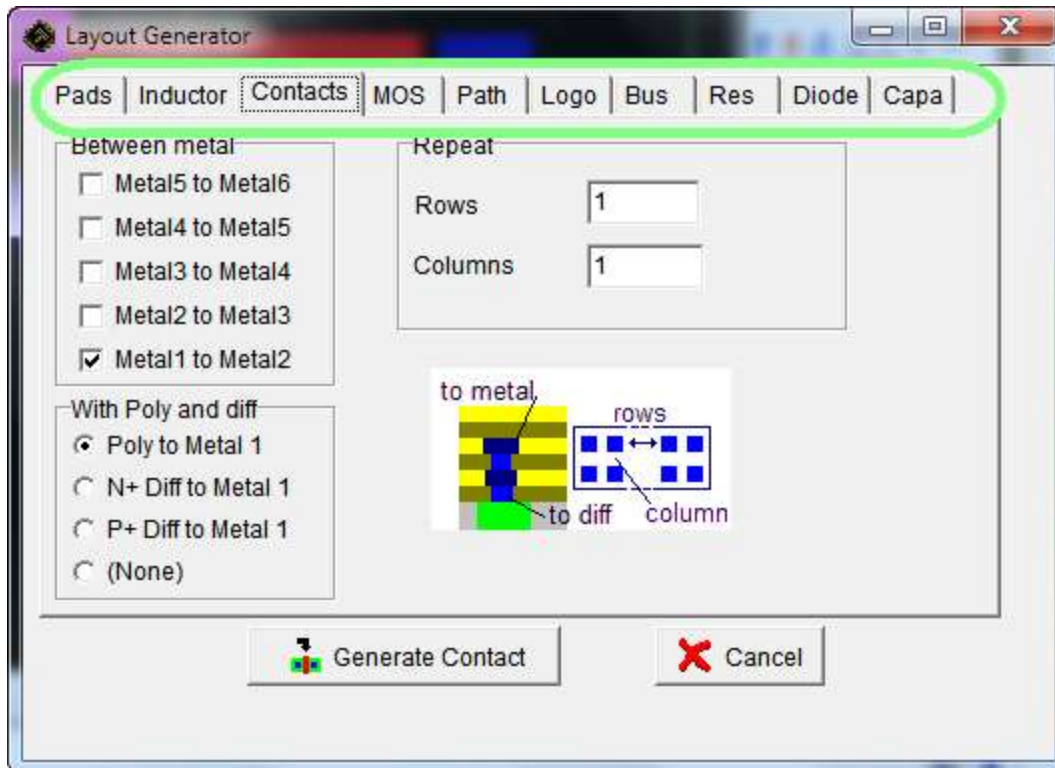 Layout Generator
Pads Inductor Contacts MOS Path Logo Bus Res Diode Capa
Between metal
Metal5 to Metal6
Metal4 to Metal5
Metal3 to Metal4
Metal2 to Metal3
Metal1 to Metal2
With Poly and diff
Poly to Metal 1
N+ Diff to Metal 1
P+ Diff to Metal 1
(None)
Repeat
Rows 1
Columns 1
to metal
rows
to diff
column
Generate Contact
Cancel